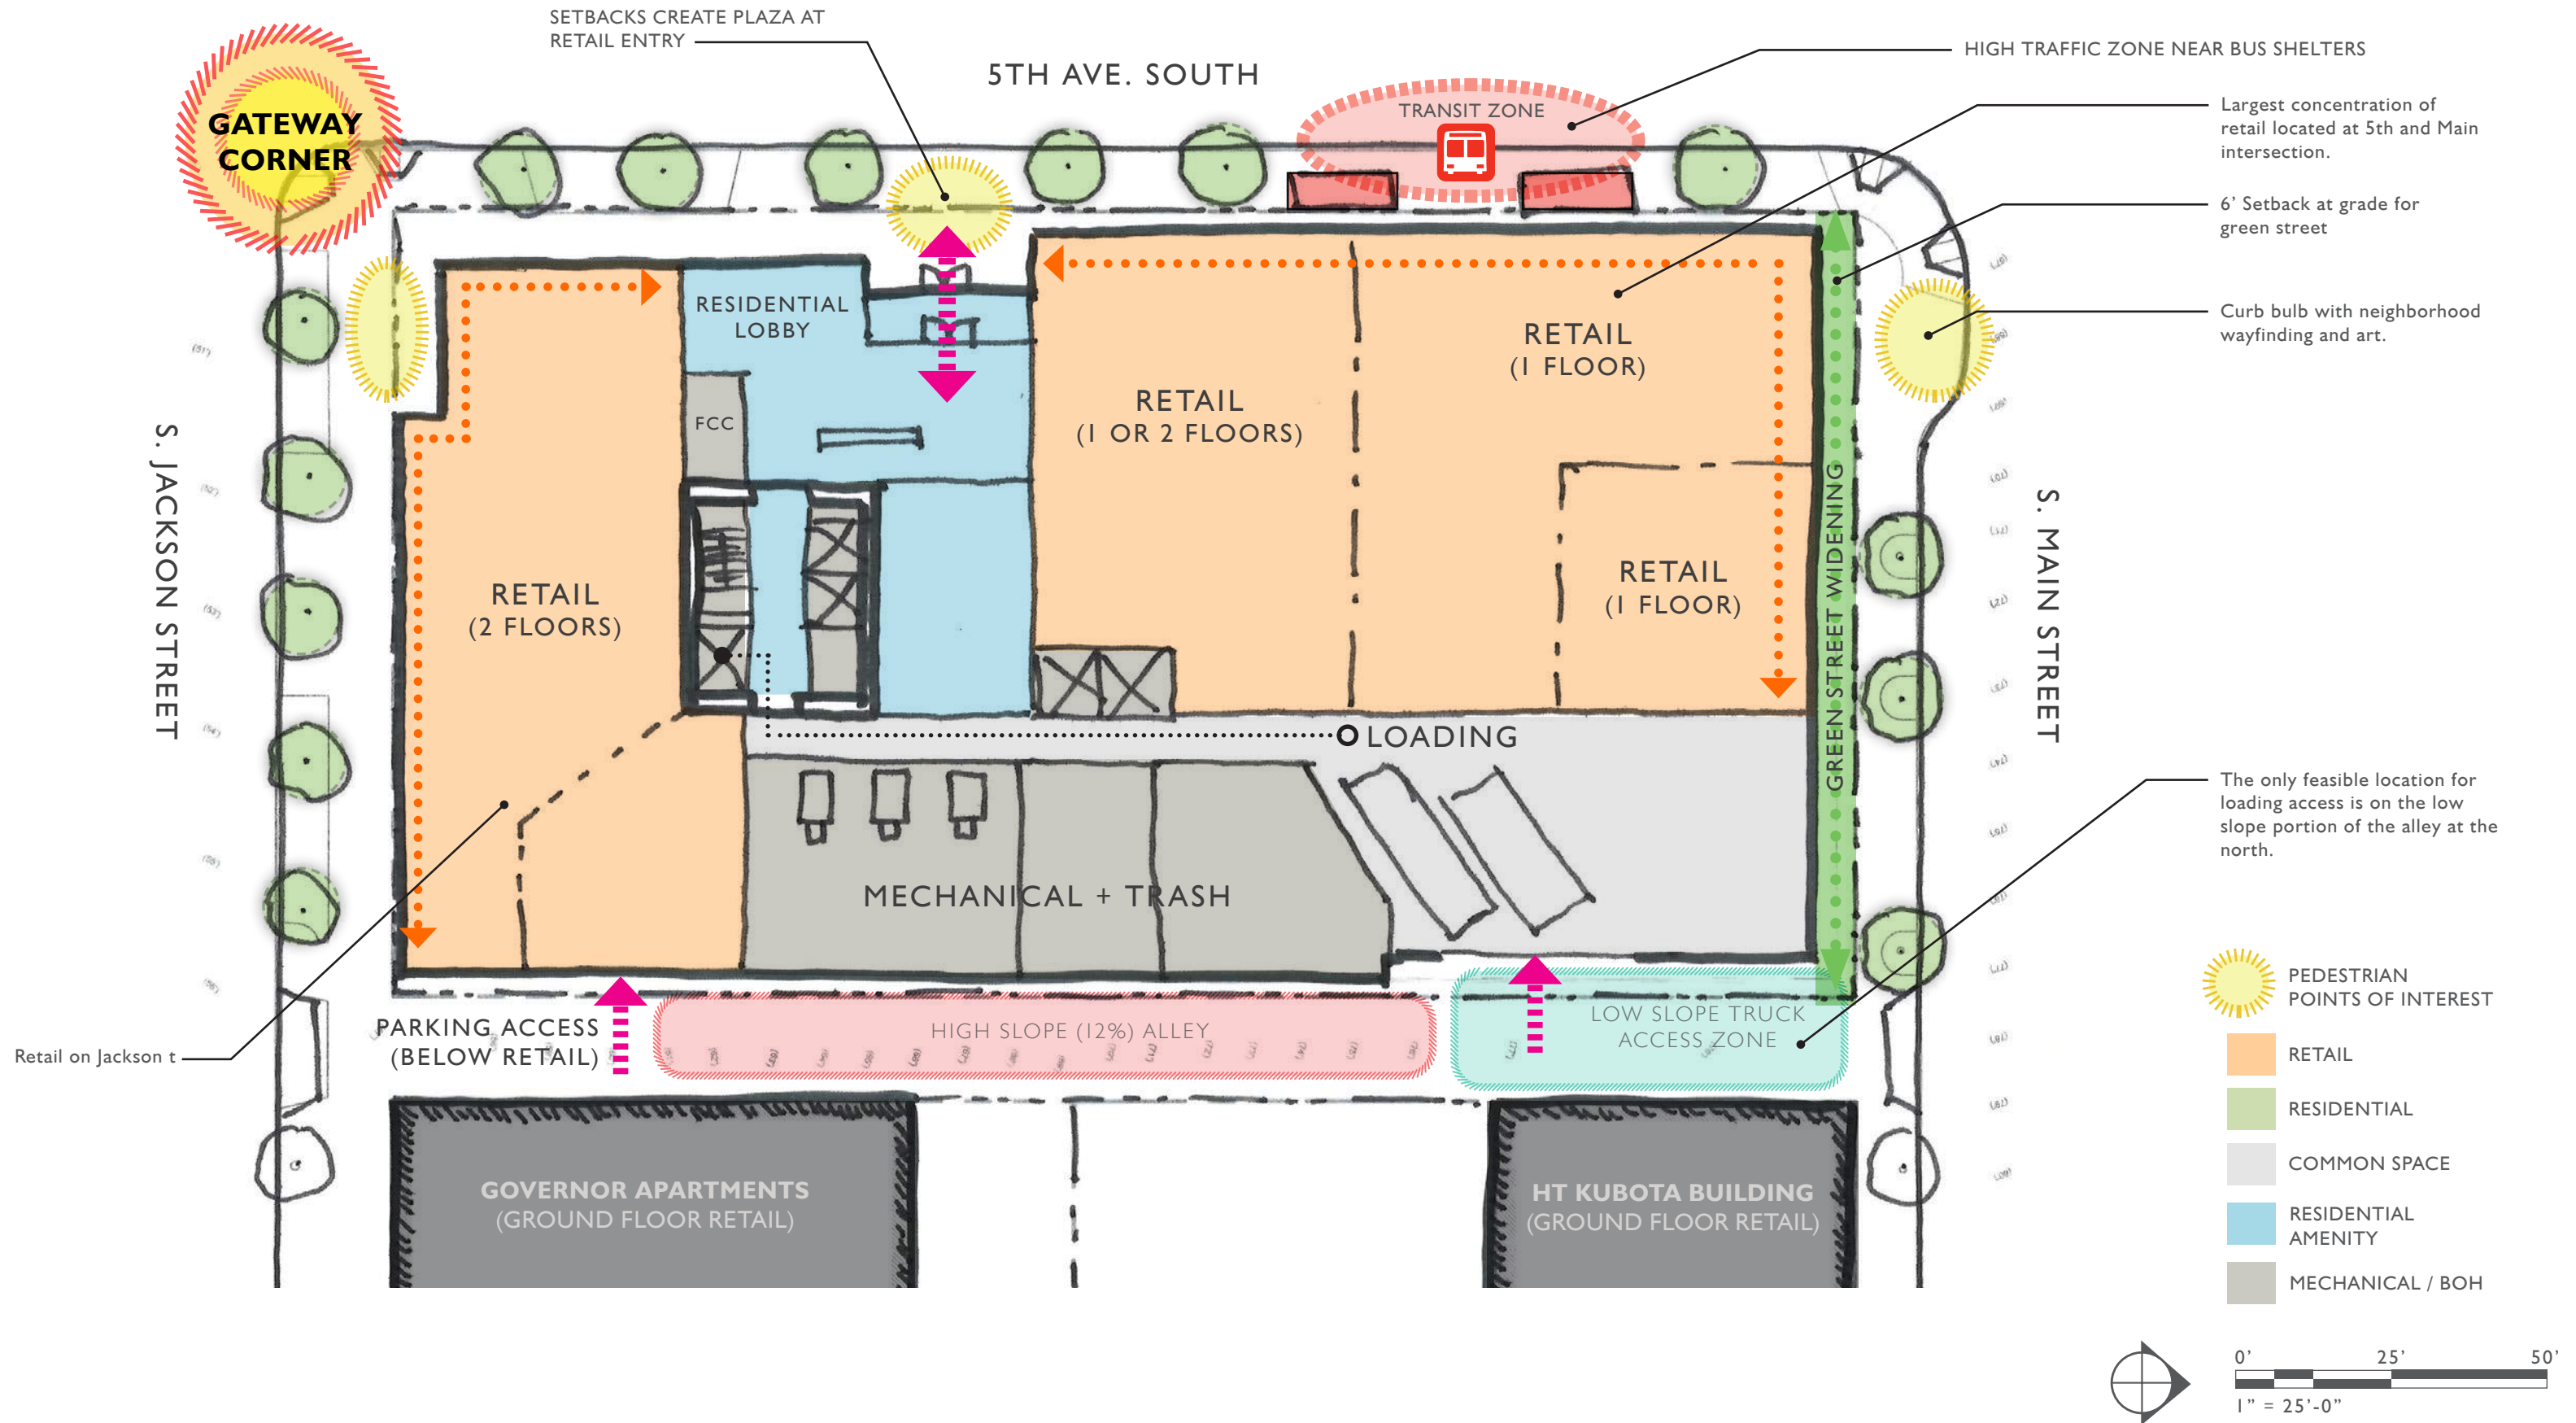 SETBACKS CREATE PLAZA AT
RETAIL ENTRY
5TH AVE. SOUTH
HIGH TRAFFIC ZONE NEAR BUS SHELTERS
TRANSIT ZONE
GATEWAY
CORNER
Largest concentration of
retail located at 5th and Main
intersection.
6' Setback at grade for
green street
Curb bulb with neighborhood
wayfinding and art.
RESIDENTIAL
LOBBY
FCC
RETAIL
(1 OR 2 FLOORS)
RETAIL
(1 FLOOR)
RETAIL
(1 FLOOR)
RETAIL
(2 FLOORS)
S. JACKSON STREET
GREEN STREET WIDENING
S. MAIN STREET
LOADING
MECHANICAL + TRASH
The only feasible location for
loading access is on the low
slope portion of the alley at the
north.
Retail on Jackson t
PARKING ACCESS
(BELOW RETAIL)
HIGH SLOPE (12%) ALLEY
LOW SLOPE TRUCK
ACCESS ZONE
GOVERNOR APARTMENTS
(GROUND FLOOR RETAIL)
HT KUBOTA BUILDING
(GROUND FLOOR RETAIL)
PEDESTRIAN
POINTS OF INTEREST
RETAIL
RESIDENTIAL
COMMON SPACE
RESIDENTIAL
AMENITY
MECHANICAL / BOH
0' 25' 50'
1" = 25'-0"